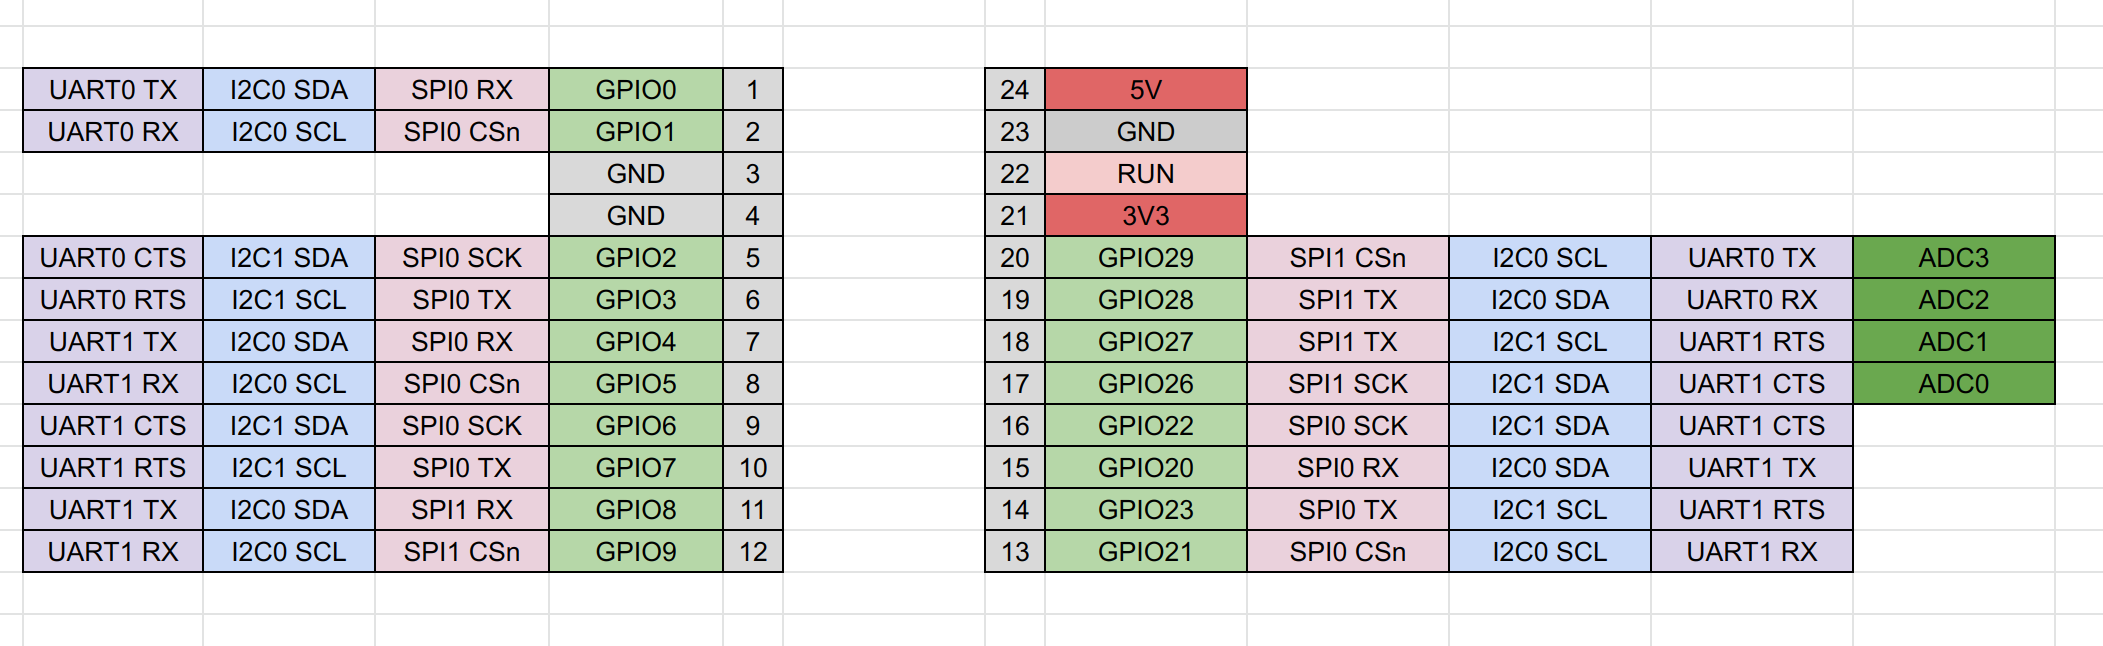 UART0 TX I2C0 SDA SPI0 RX GPIO0 1 24 5V
UART0 RX I2C0 SCL SPI0 CSn GPIO1 2 23 GND
GND 3 22 RUN
GND 4 21 3V3
UART0 CTS I2C1 SDA SPI0 SCK GPIO2 5 20 GPIO29 SPI1 CSn I2C0 SCL UART0 TX ADC3
UART0 RTS I2C1 SCL SPI0 TX GPIO3 6 19 GPIO28 SPI1 TX I2C0 SDA UART0 RX ADC2
UART1 TX I2C0 SDA SPI0 RX GPIO4 7 18 GPIO27 SPI1 TX I2C1 SCL UART1 RTS ADC1
UART1 RX I2C0 SCL SPI0 CSn GPIO5 8 17 GPIO26 SPI1 SCK I2C1 SDA UART1 CTS ADC0
UART1 CTS I2C1 SDA SPI0 SCK GPIO6 9 16 GPIO22 SPI0 SCK I2C1 SDA UART1 CTS
UART1 RTS I2C1 SCL SPI0 TX GPIO7 10 15 GPIO20 SPI0 RX I2C0 SDA UART1 TX
UART1 TX I2C0 SDA SPI1 RX GPIO8 11 14 GPIO23 SPI0 TX I2C1 SCL UART1 RTS
UART1 RX I2C0 SCL SPI1 CSn GPIO9 12 13 GPIO21 SPI0 CSn I2C0 SCL UART1 RX